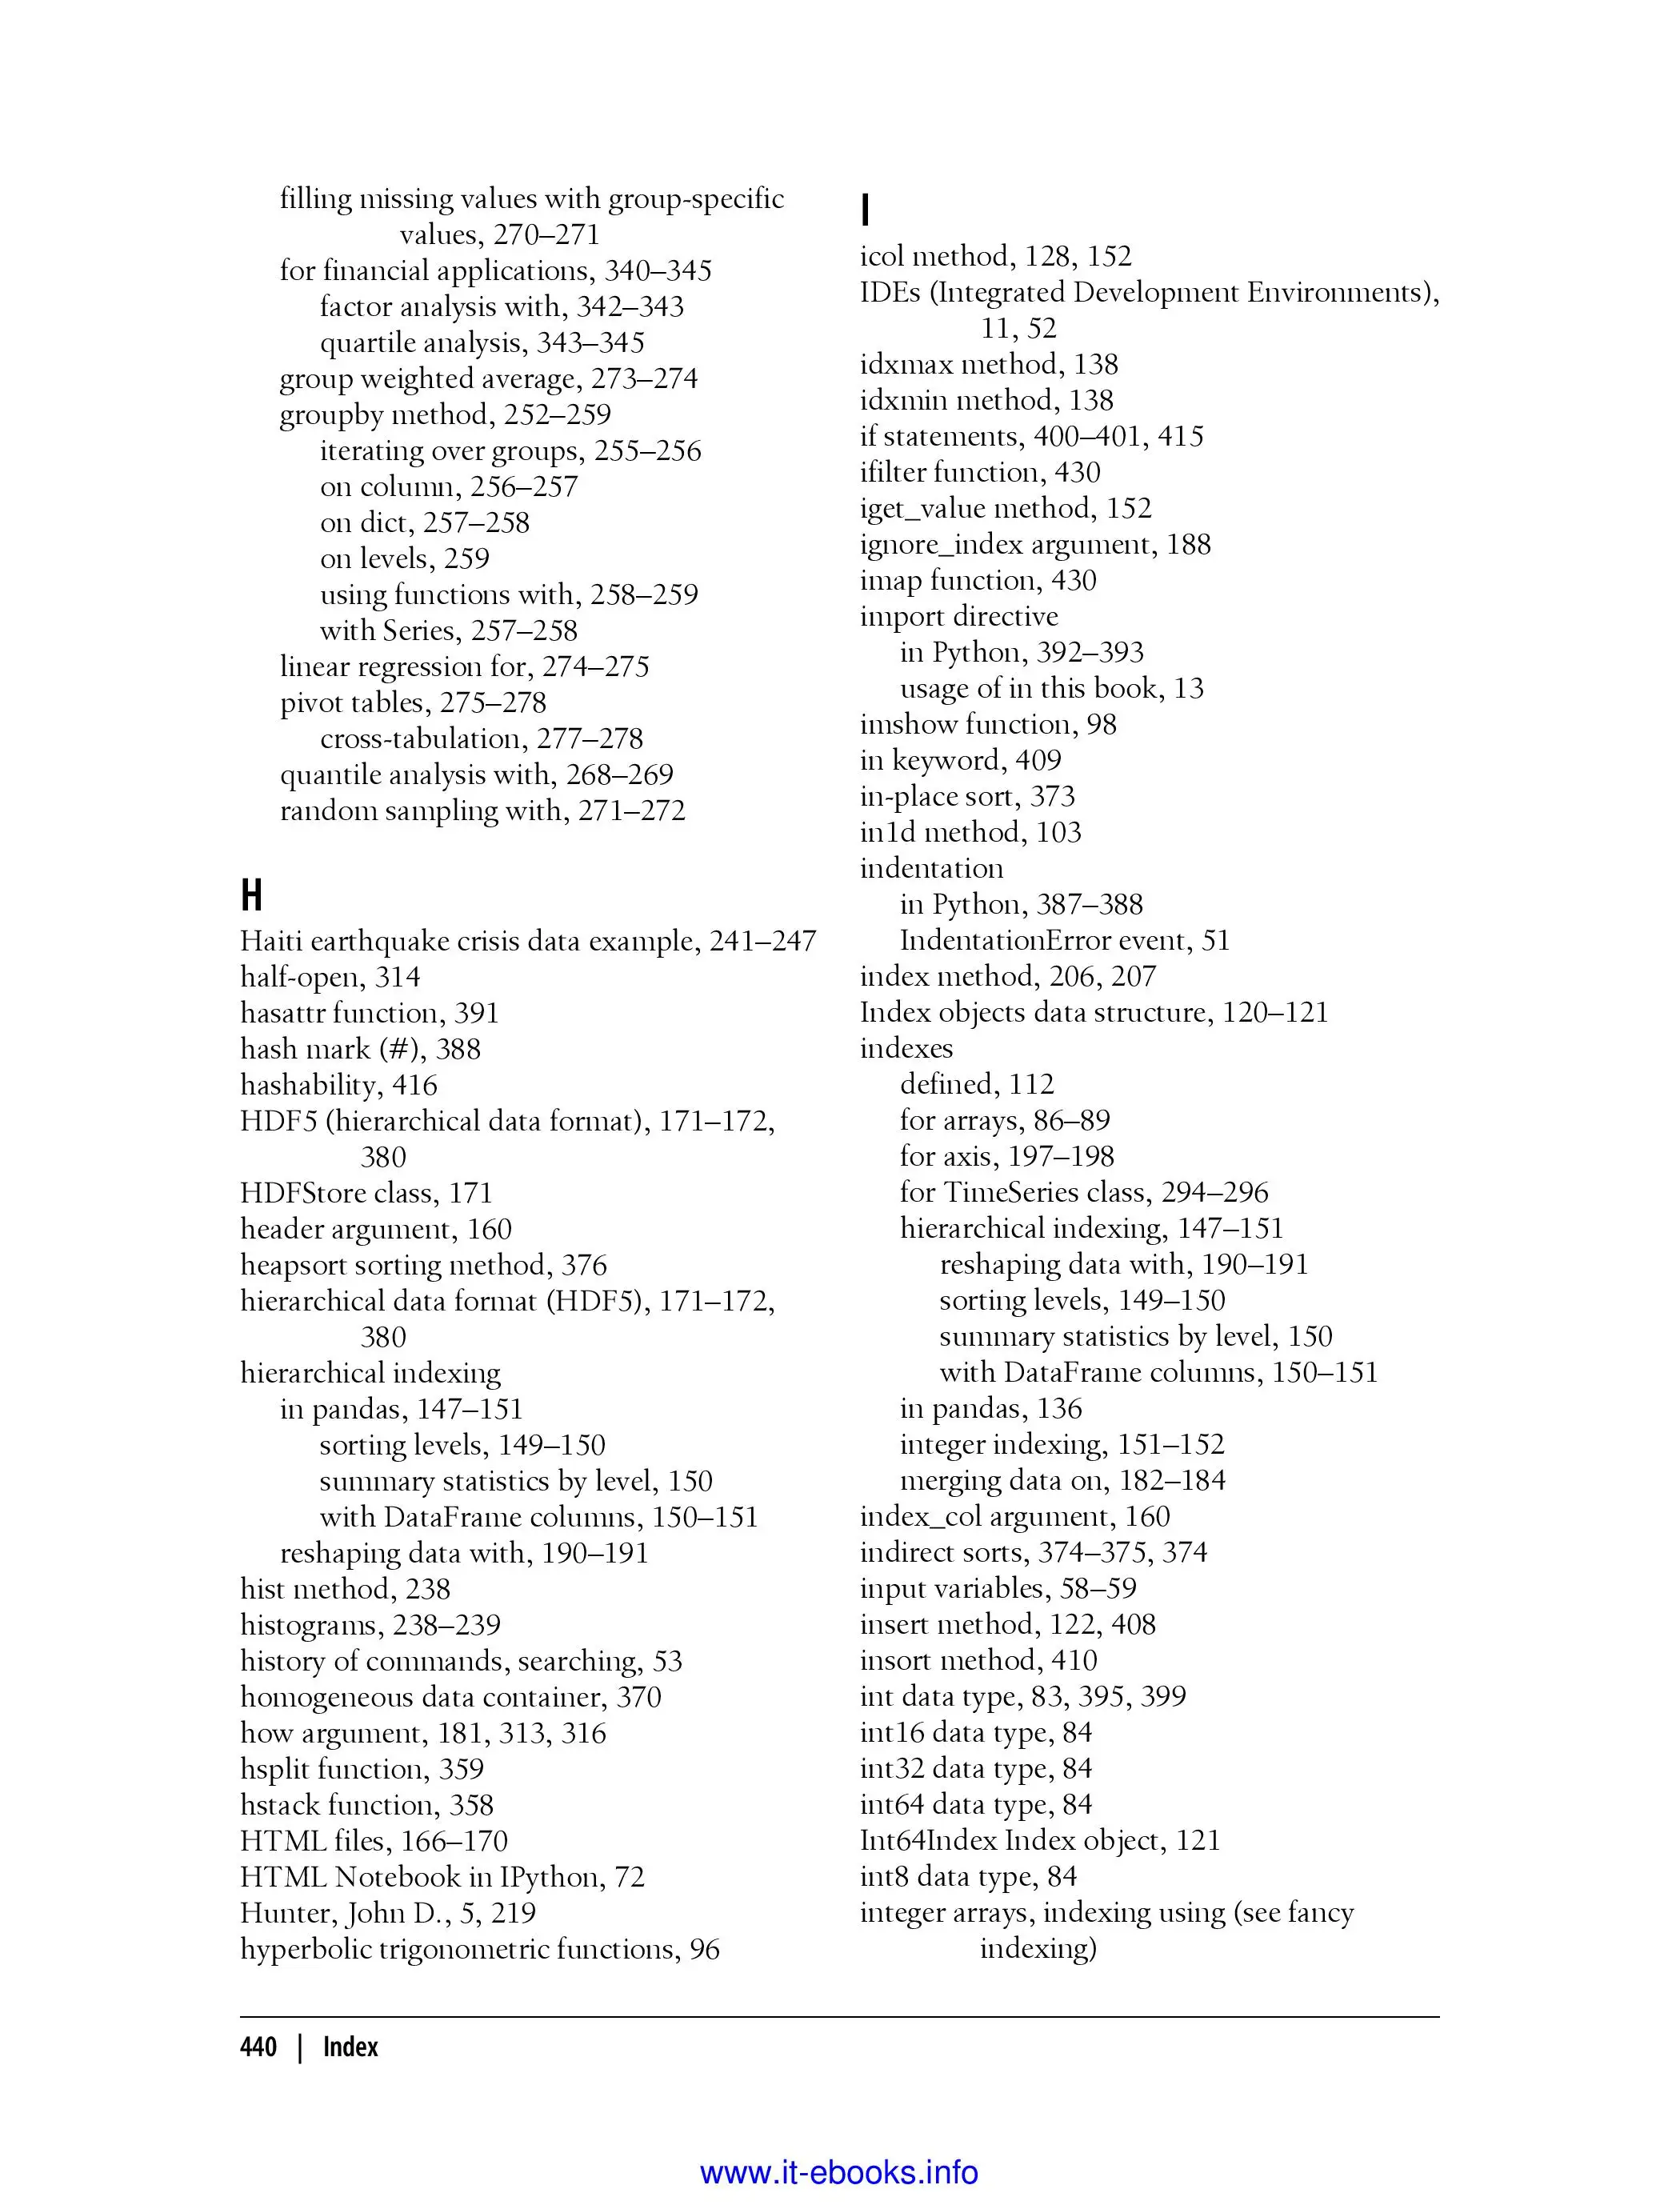 filling missing values with group-specific
values, 270–271
for financial applications, 340–345
factor analysis with, 342–343
quartile analysis, 343–345
group weighted average, 273–274
groupby method, 252–259
iterating over groups, 255–256
on column, 256–257
on dict, 257–258
on levels, 259
using functions with, 258–259
with Series, 257–258
linear regression for, 274–275
pivot tables, 275–278
cross-tabulation, 277–278
quantile analysis with, 268–269
random sampling with, 271–272
H
Haiti earthquake crisis data example, 241–247
half-open, 314
hasattr function, 391
hash mark (#), 388
hashability, 416
HDF5 (hierarchical data format), 171–172,
380
HDFStore class, 171
header argument, 160
heapsort sorting method, 376
hierarchical data format (HDF5), 171–172,
380
hierarchical indexing
in pandas, 147–151
sorting levels, 149–150
summary statistics by level, 150
with DataFrame columns, 150–151
reshaping data with, 190–191
hist method, 238
histograms, 238–239
history of commands, searching, 53
homogeneous data container, 370
how argument, 181, 313, 316
hsplit function, 359
hstack function, 358
HTML files, 166–170
HTML Notebook in IPython, 72
Hunter, John D., 5, 219
hyperbolic trigonometric functions, 96
I
icol method, 128, 152
IDEs (Integrated Development Environments),
11, 52
idxmax method, 138
idxmin method, 138
if statements, 400–401, 415
ifilter function, 430
iget_value method, 152
ignore_index argument, 188
imap function, 430
import directive
in Python, 392–393
usage of in this book, 13
imshow function, 98
in keyword, 409
in-place sort, 373
in1d method, 103
indentation
in Python, 387–388
IndentationError event, 51
index method, 206, 207
Index objects data structure, 120–121
indexes
defined, 112
for arrays, 86–89
for axis, 197–198
for TimeSeries class, 294–296
hierarchical indexing, 147–151
reshaping data with, 190–191
sorting levels, 149–150
summary statistics by level, 150
with DataFrame columns, 150–151
in pandas, 136
integer indexing, 151–152
merging data on, 182–184
index_col argument, 160
indirect sorts, 374–375, 374
input variables, 58–59
insert method, 122, 408
insort method, 410
int data type, 83, 395, 399
int16 data type, 84
int32 data type, 84
int64 data type, 84
Int64Index Index object, 121
int8 data type, 84
integer arrays, indexing using (see fancy
indexing)
440 | Index
www.it-ebooks.info